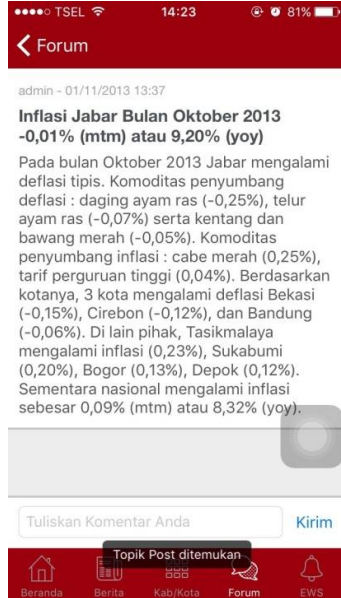 TSEL 14:23 81%
Forum
admin - 01/11/2013 13:37
Inflasi Jabar Bulan Oktober 2013
-0,01% (mtm) atau 9,20% (yoy)
Pada bulan Oktober 2013 Jabar mengalami
deflasi tipis. Komoditas penyumbang
deflasi : daging ayam ras (-0,25%), telur
ayam ras (-0,07%) serta kentang dan
bawang merah (-0,05%). Komoditas
penyumbang inflasi : cabe merah (0,25%),
tarif perguruan tinggi (0,04%). Berdasarkan
kotanya, 3 kota mengalami deflasi Bekasi
(-0,15%), Cirebon (-0,12%), dan Bandung
(-0,06%). Di lain pihak, Tasikmalaya
mengalami inflasi (0,23%), Sukabumi
(0,20%), Bogor (0,13%), Depok (0,12%).
Sementara nasional mengalami inflasi
sebesar 0,09% (mtm) atau 8,32% (yoy).
Tuliskan Komentar Anda Kirim
Topik Post ditemukan
Beranda Berita Kab/Kota Forum EWS